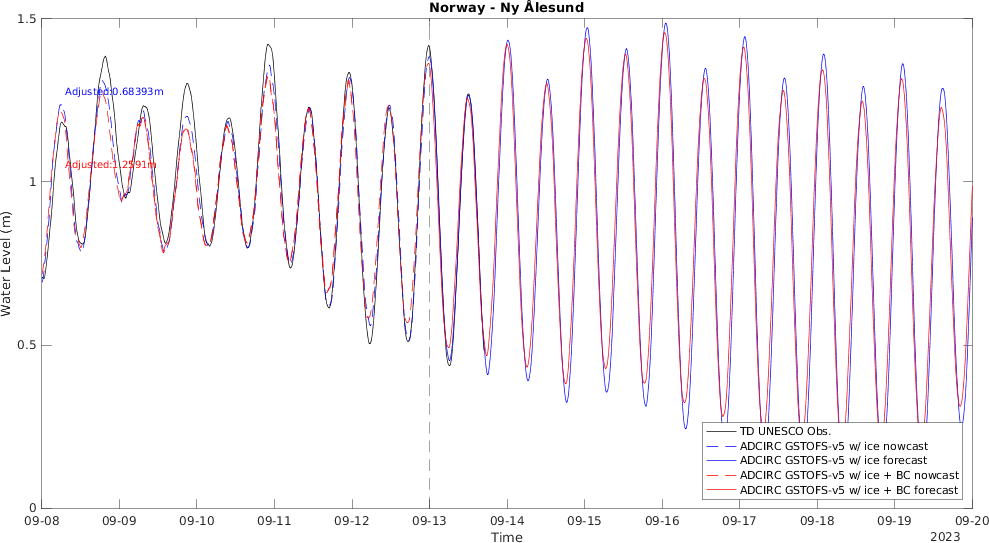 Norway - Ny Ålesund
1.5
1
0.5
0
Water Level (m)
Adjusted:0.68393m
Adjusted:1.2591m
TD UNESCO Obs.
ADCIRC GSTOFS-v5 w/ ice nowcast
ADCIRC GSTOFS-v5 w/ ice forecast
ADCIRC GSTOFS-v5 w/ ice + BC nowcast
ADCIRC GSTOFS-v5 w/ ice + BC forecast
09-08 09-09 09-10 09-11 09-12 09-13 09-14 09-15 09-16 09-17 09-18 09-19 09-20
Time
2023